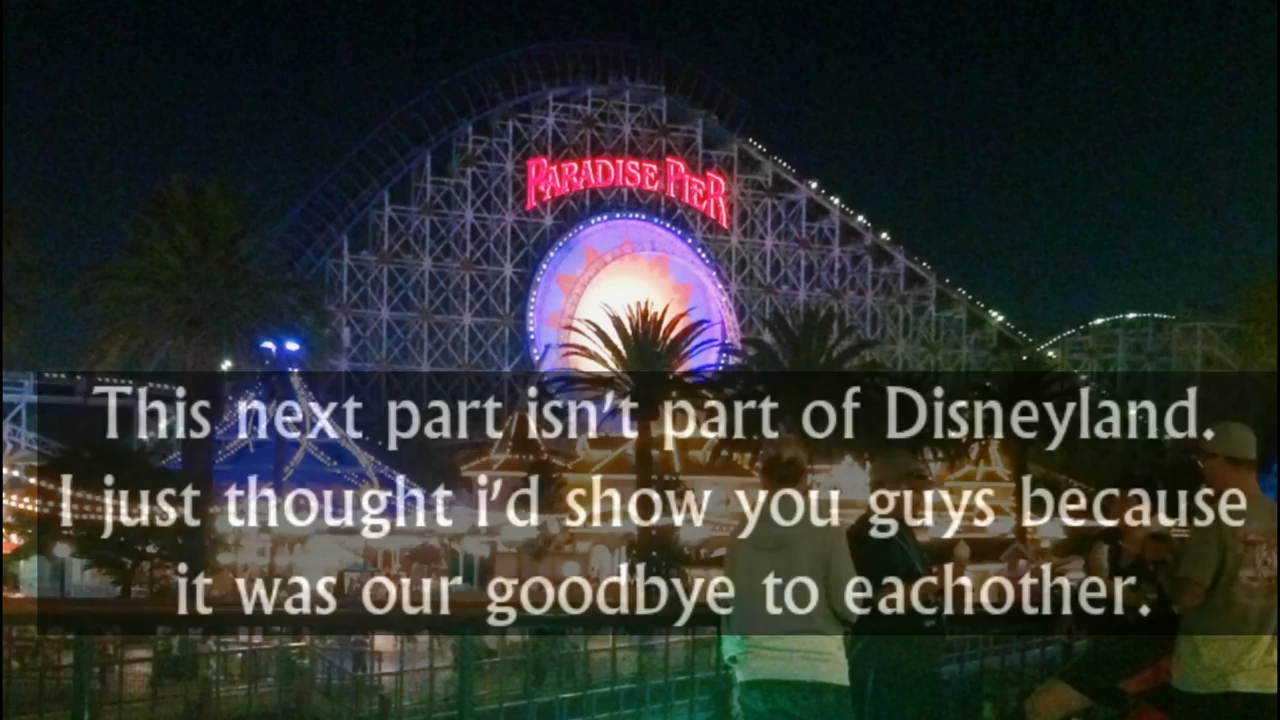 PARADISE PIER
This next part isn't part of Disneyland.
I just thought i'd show you guys because
it was our goodbye to eachother.